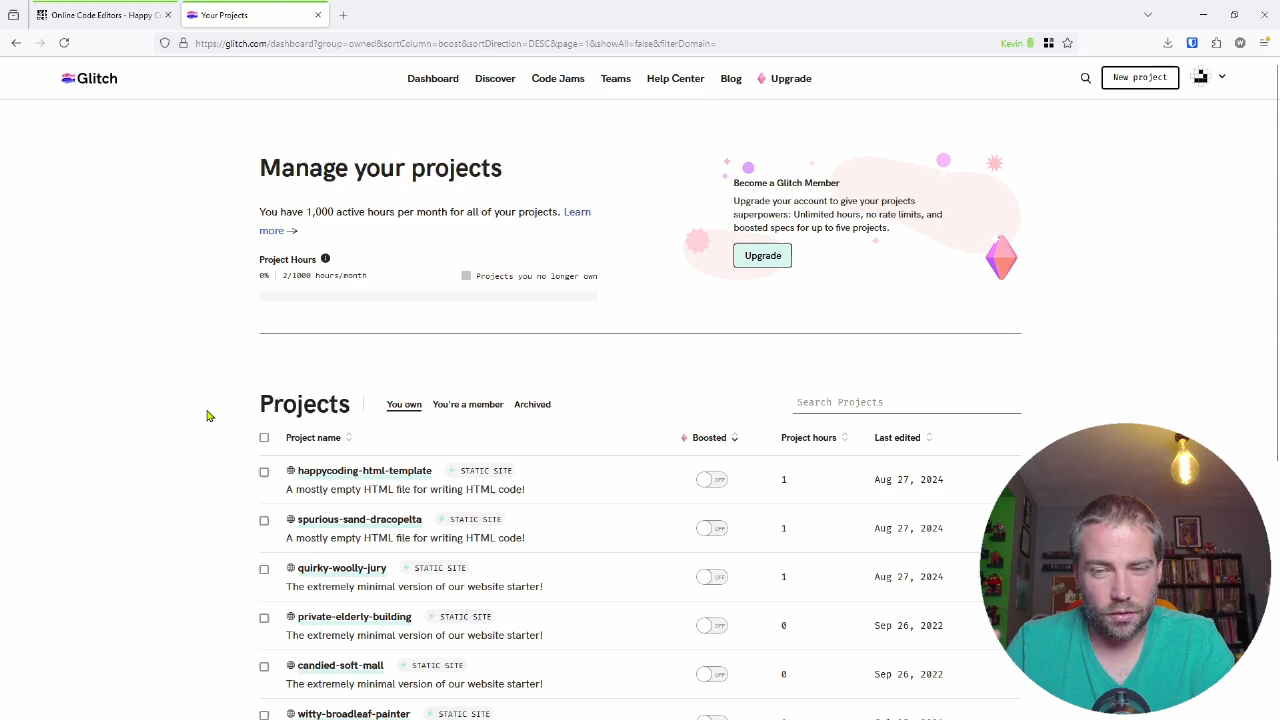 Online Code Editors - Happy C
Your Projects
https://glitch.com/dashboard?group=owned&sortColumn=boost&sortDirection=DESC&page=1&showAll=false&filterDomain=
Kevin
Glitch
Dashboard
Discover
Code Jams
Teams
Help Center
Blog
Upgrade
New project
Manage your projects
You have 1,000 active hours per month for all of your projects. Learn
more →
Project Hours
0% 2/1000 hours/month
Projects you no longer own
Become a Glitch Member
Upgrade your account to give your projects
superpowers: Unlimited hours, no rate limits, and
boosted specs for up to five projects.
Upgrade
Projects
You own
You're a member
Archived
Search Projects
Project name
Boosted
Project hours
Last edited
happycoding-html-template STATIC SITE
A mostly empty HTML file for writing HTML code!
OFF
1
Aug 27, 2024
spurious-sand-dracopelta STATIC SITE
A mostly empty HTML file for writing HTML code!
OFF
1
Aug 27, 2024
quirky-woolly-jury STATIC SITE
The extremely minimal version of our website starter!
OFF
1
Aug 27, 2024
private-elderly-building STATIC SITE
The extremely minimal version of our website starter!
OFF
0
Sep 26, 2022
candied-soft-mall STATIC SITE
The extremely minimal version of our website starter!
OFF
0
Sep 26, 2022
witty-broadleaf-painter STATIC SITE